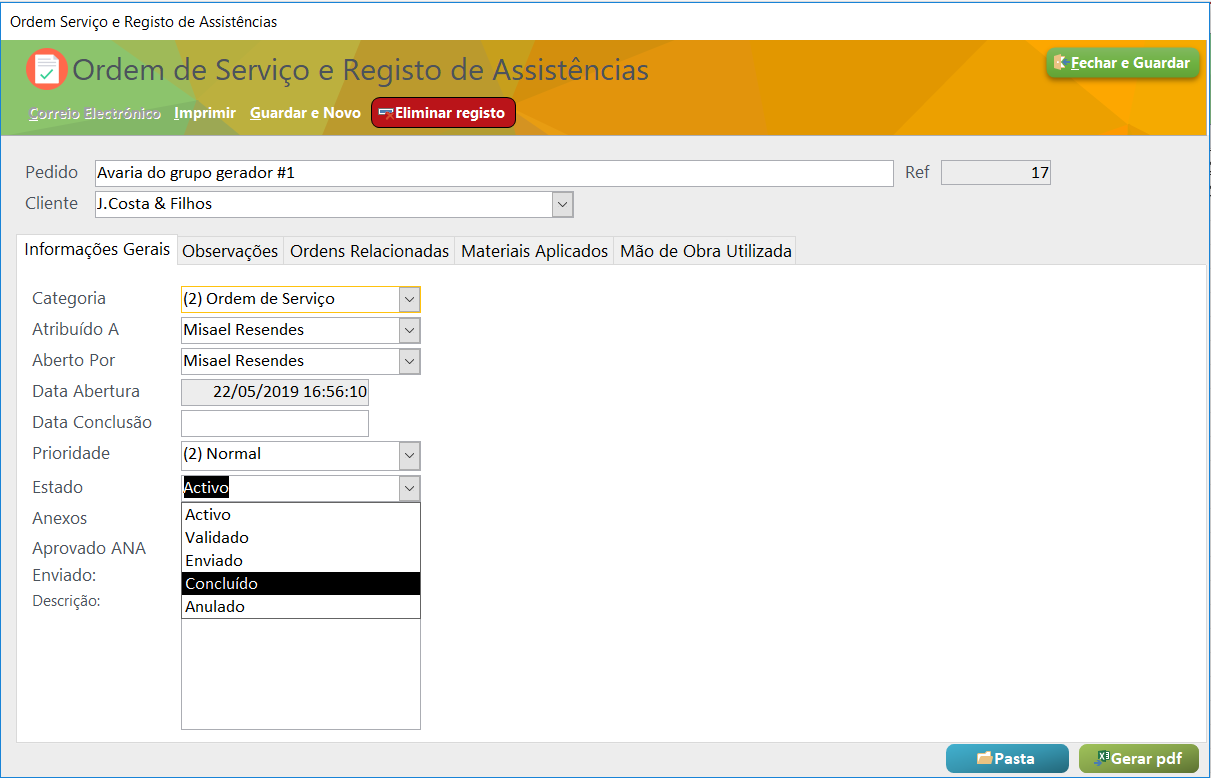 Ordem Serviço e Registo de Assistências
Ordem de Serviço e Registo de Assistências
Fechar e Guardar
Correio Electrónico Imprimir Guardar e Novo Eliminar registo
Pedido Avaria do grupo gerador #1 Ref 17
Cliente J.Costa & Filhos
Informações Gerais Observações Ordens Relacionadas Materiais Aplicados Mão de Obra Utilizada
Categoria (2) Ordem de Serviço
Atribuído A Misael Resendes
Aberto Por Misael Resendes
Data Abertura 22/05/2019 16:56:10
Data Conclusão
Prioridade (2) Normal
Estado Activo
Anexos
Aprovado ANA
Enviado:
Descrição:
Activo
Validado
Enviado
Concluído
Anulado
Pasta Gerar pdf